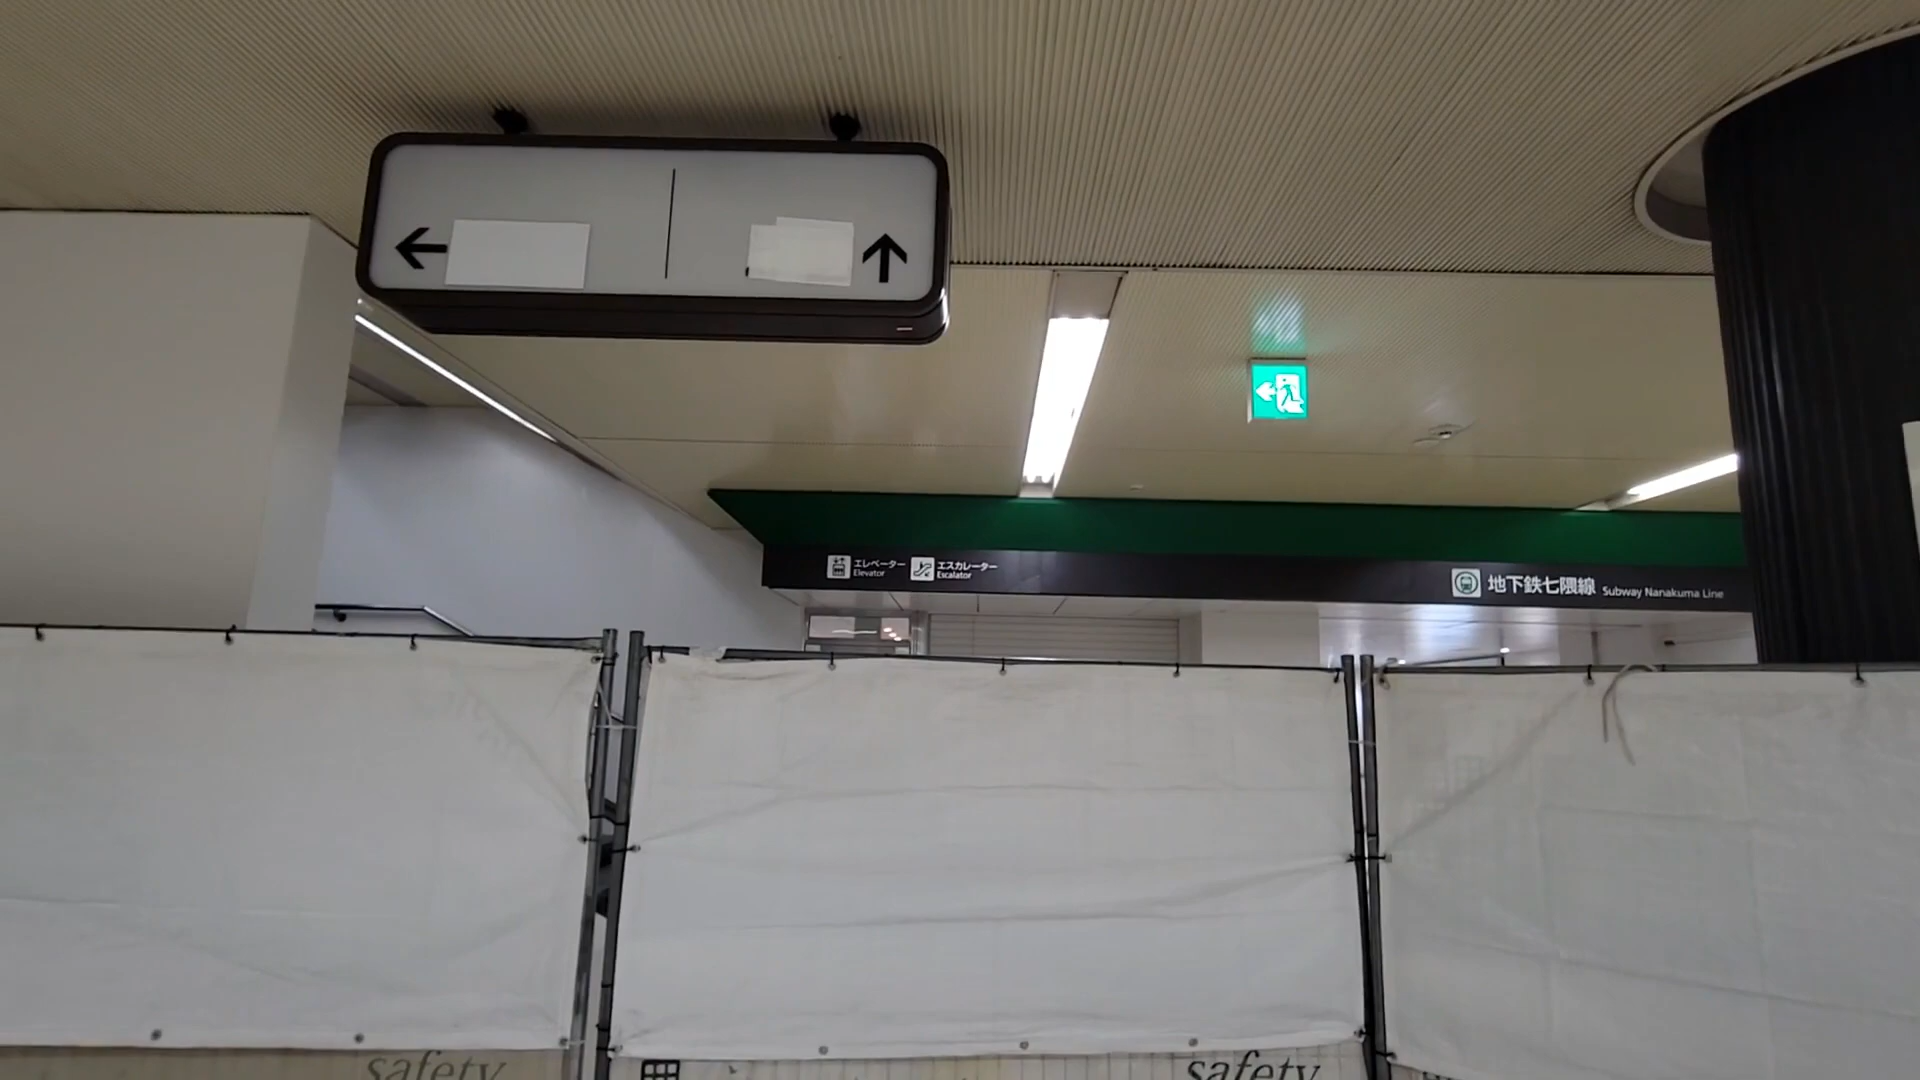 エレベーター
Elevator
エスカレーター
Escalator
地下鉄七隈線 Subway Nanakuma Line
safety
safety